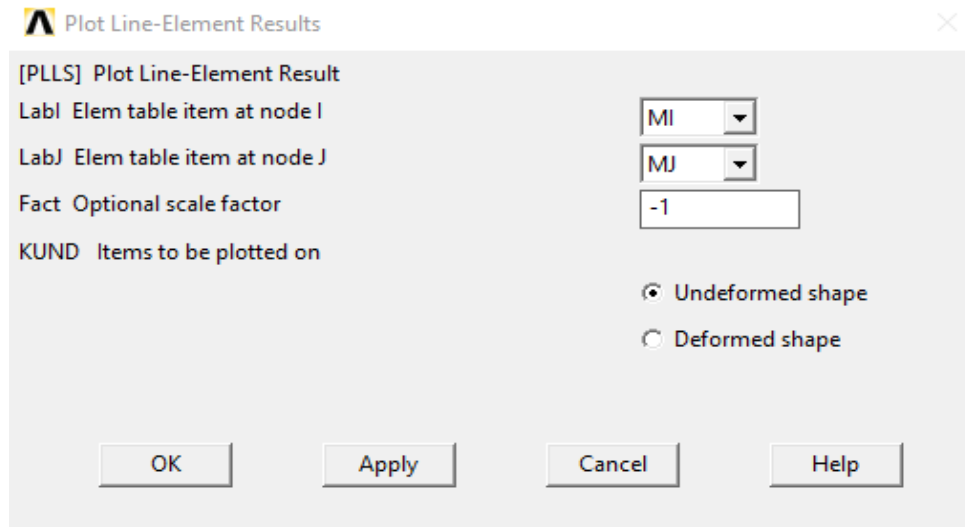 Plot Line-Element Results
[PLLS] Plot Line-Element Result
LabI Elem table item at node I
MI
LabJ Elem table item at node J
MJ
Fact Optional scale factor
-1
KUND Items to be plotted on
Undeformed shape
Deformed shape
OK Apply Cancel Help